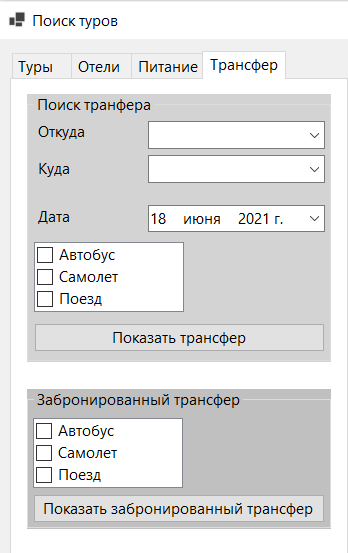 Поиск туров
Туры Отели Питание Трансфер
Поиск транфера
Откуда
Куда
Дата 18 июня 2021 г.
Автобус
Самолет
Поезд
Показать трансфер
Забронированный трансфер
Автобус
Самолет
Поезд
Показать забронированный трансфер